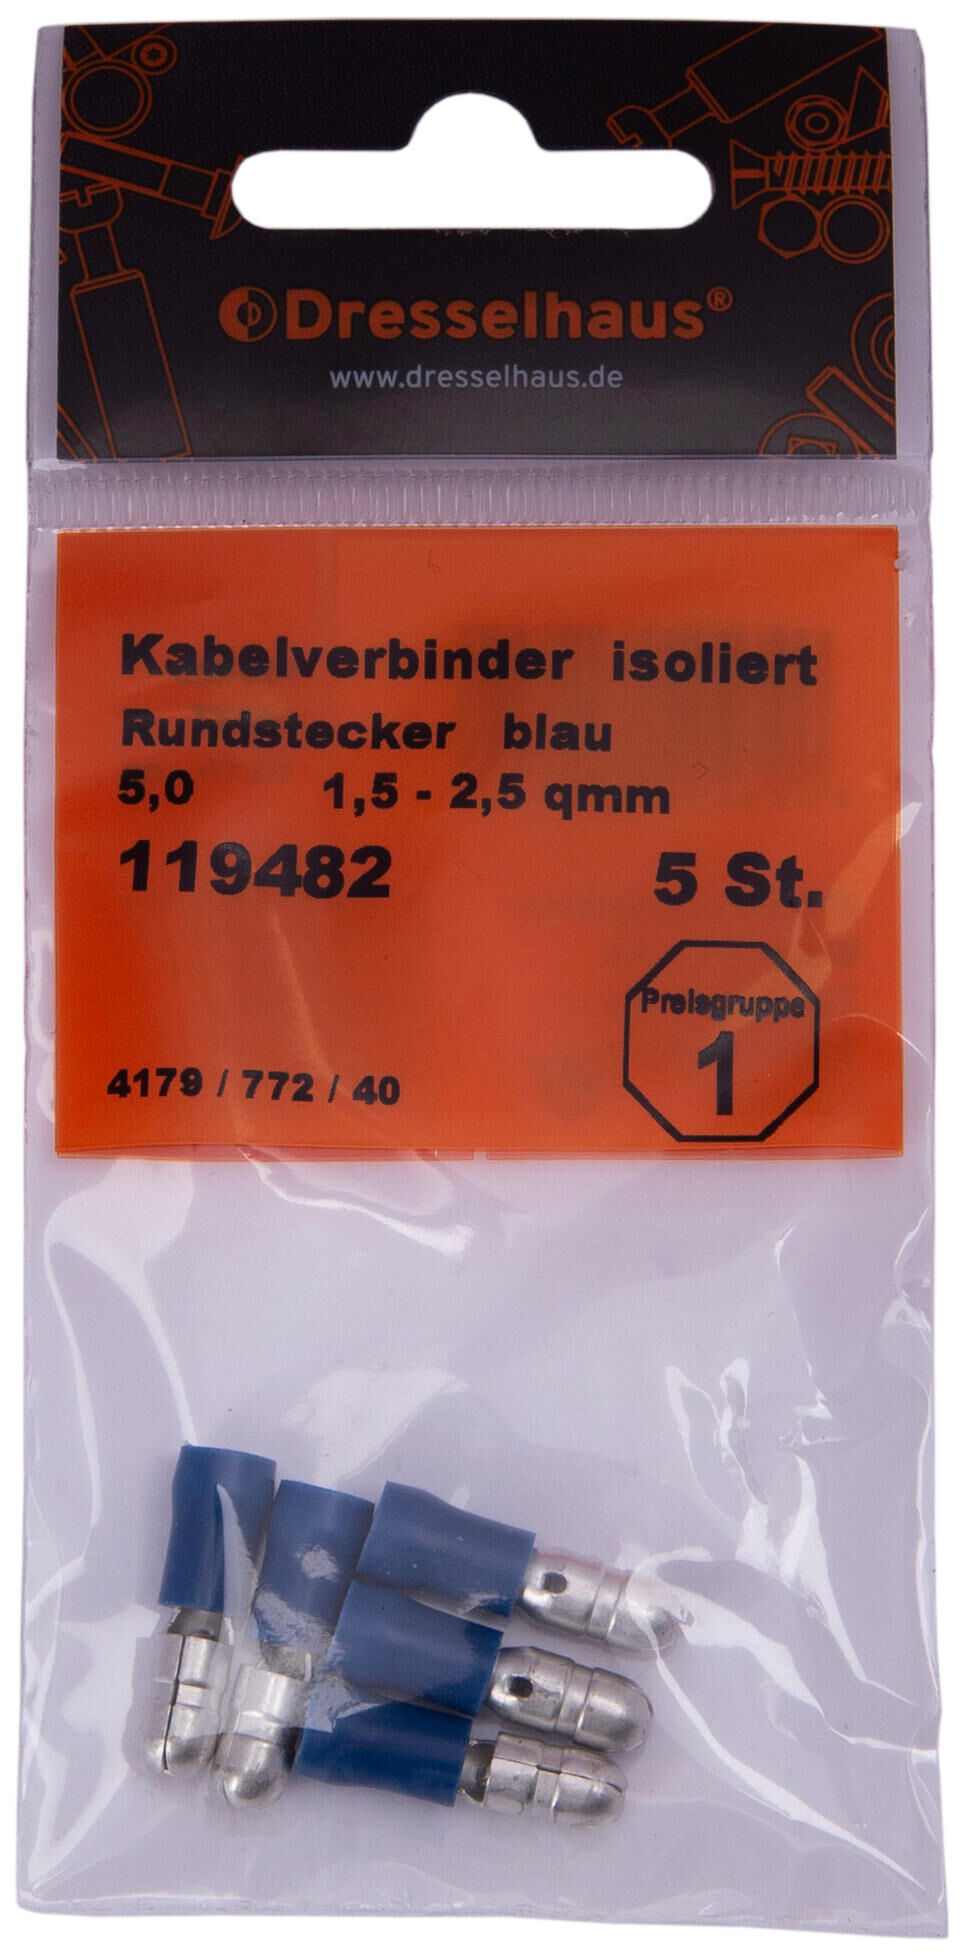 Dresselhaus®
www.dresselhaus.de
Kabelverbinder isoliert
Rundstecker blau
5,0 1,5 - 2,5 qmm
119482 5 St.
Preisgruppe
1
4179 / 772 / 40